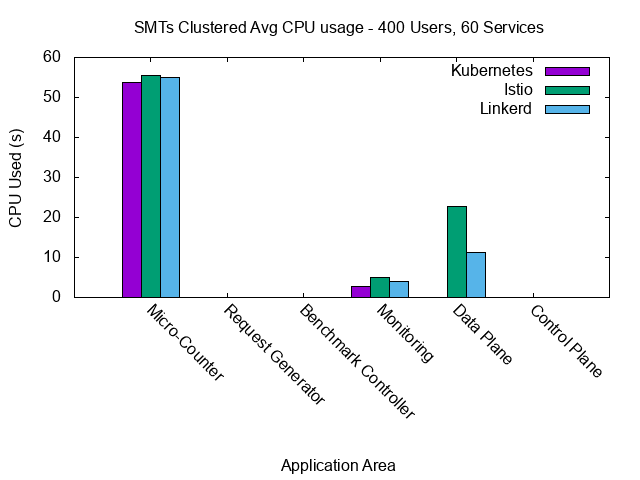 SMTs Clustered Avg CPU usage - 400 Users, 60 Services
Kubernetes
Istio
Linkerd
CPU Used (s)
60
50
40
30
20
10
0
Micro-Counter
Request Generator
Benchmark Controller
Monitoring
Data Plane
Control Plane
Application Area